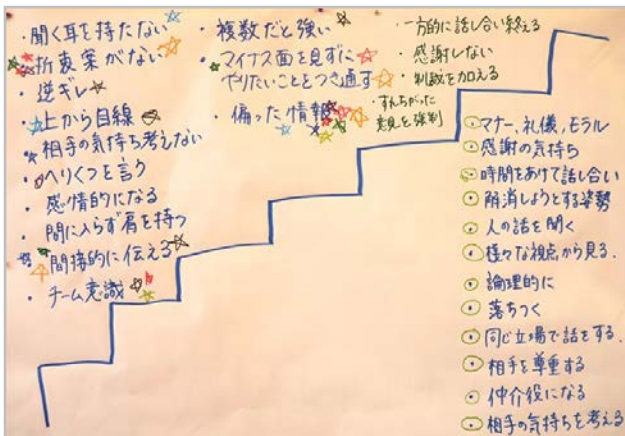 ・聞く耳を持たない
・折衷案がない
・逆ギレ
・上から目線
・相手の気持ち考えない
・へりくつを言う
・感情的になる
・間に入らず肩を持つ
・間接的に伝える
・チーム意識
・複数だと強い
・マイナス面を見ずに
やりたいことをつき通す
・偏った情報
・一方的に話し合い終える
・感謝しない
・制裁を加える
・すんちがった
意見を強制
マナー、礼儀、モラル
感謝の気持ち
時間をあけて話し合い
解消しようとする姿勢
人の話を聞く
様々な視点から見る.
論理的に
落ちつく
同じ立場で話をする.
相手を尊重する
仲介役になる
相手の気持ちを考える